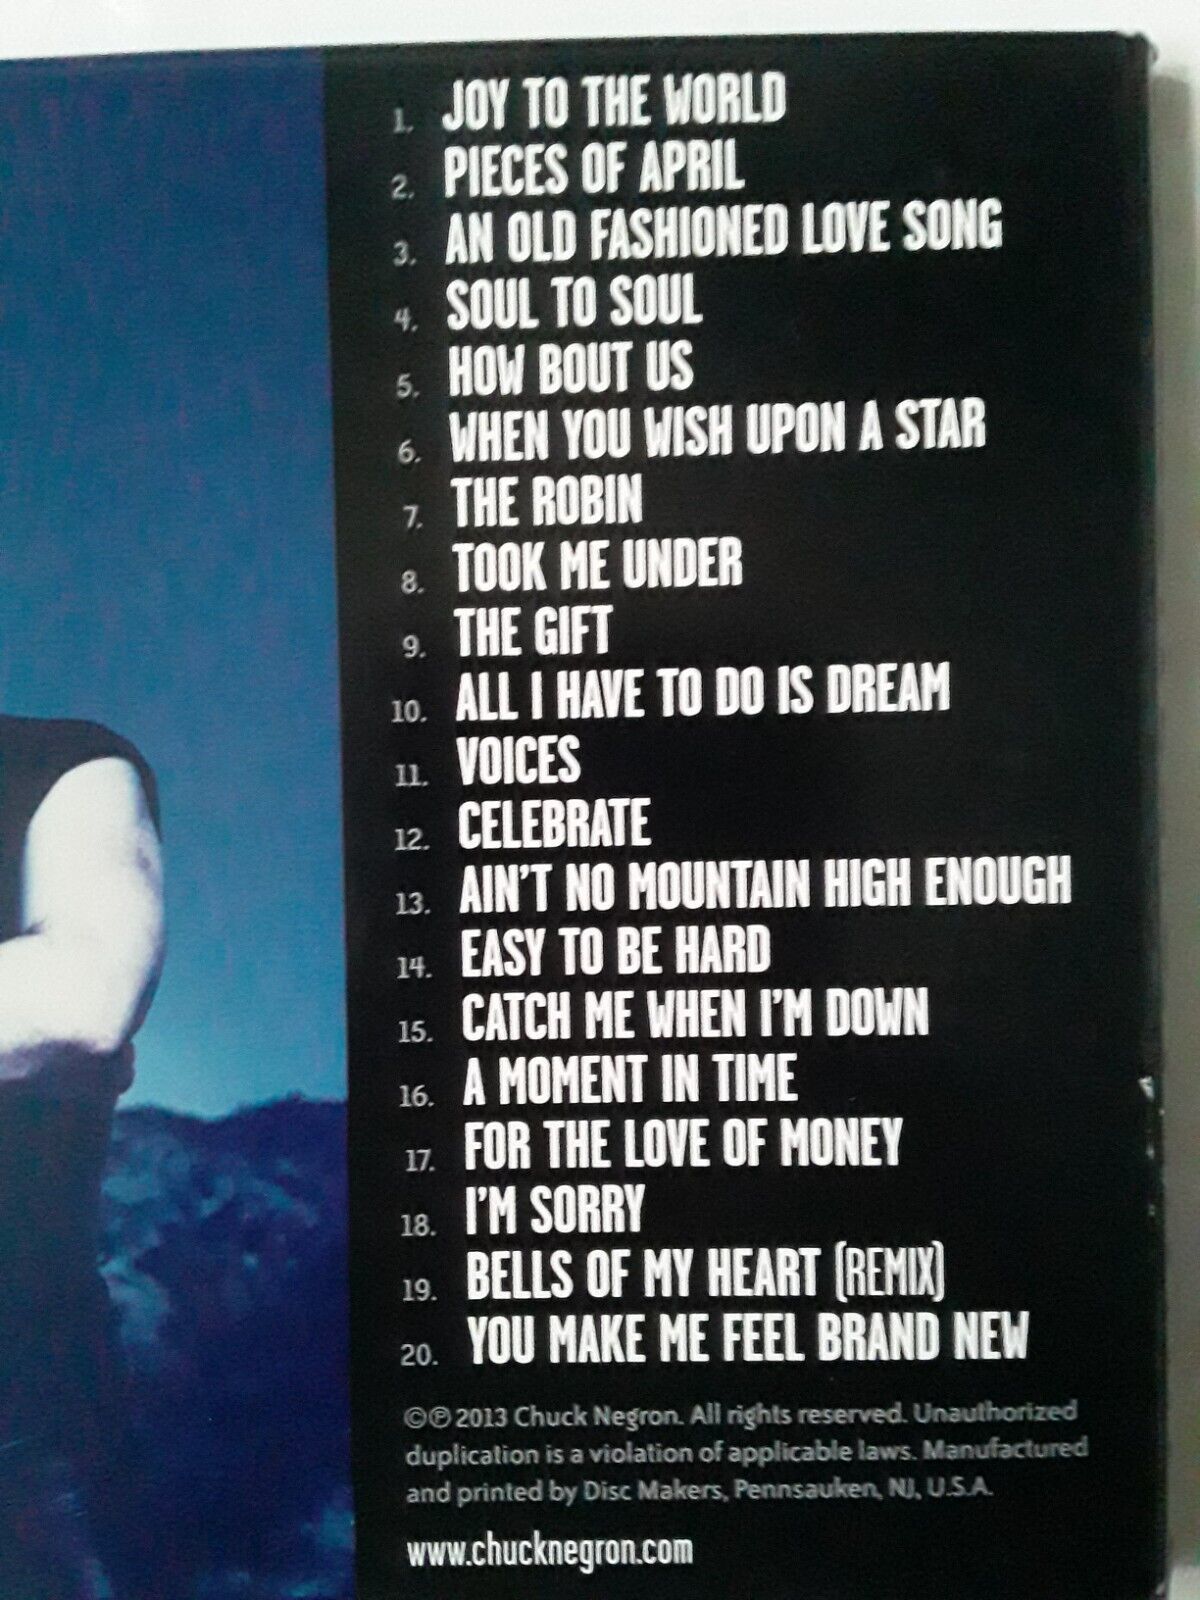 1. JOY TO THE WORLD
2. PIECES OF APRIL
3. AN OLD FASHIONED LOVE SONG
4. SOUL TO SOUL
5. HOW BOUT US
6. WHEN YOU WISH UPON A STAR
7. THE ROBIN
8. TOOK ME UNDER
9. THE GIFT
10. ALL I HAVE TO DO IS DREAM
11. VOICES
12. CELEBRATE
13. AIN'T NO MOUNTAIN HIGH ENOUGH
14. EASY TO BE HARD
15. CATCH ME WHEN I'M DOWN
16. A MOMENT IN TIME
17. FOR THE LOVE OF MONEY
18. I'M SORRY
19. BELLS OF MY HEART (REMIX)
20. YOU MAKE ME FEEL BRAND NEW
©℗ 2013 Chuck Negron. All rights reserved. Unauthorized
duplication is a violation of applicable laws. Manufactured
and printed by Disc Makers, Pennsauken, NJ, U.S.A.
www.chucknegron.com